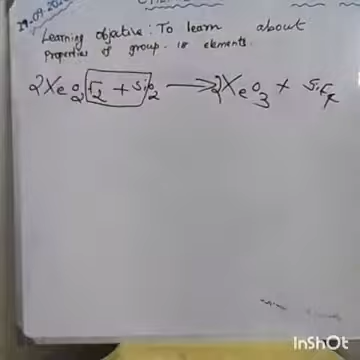 Learning objective: To learn about
Properties of group. 18 elements.
2XeO2F2 + SiO2 → 2XeO3 + SiF4
InShOt